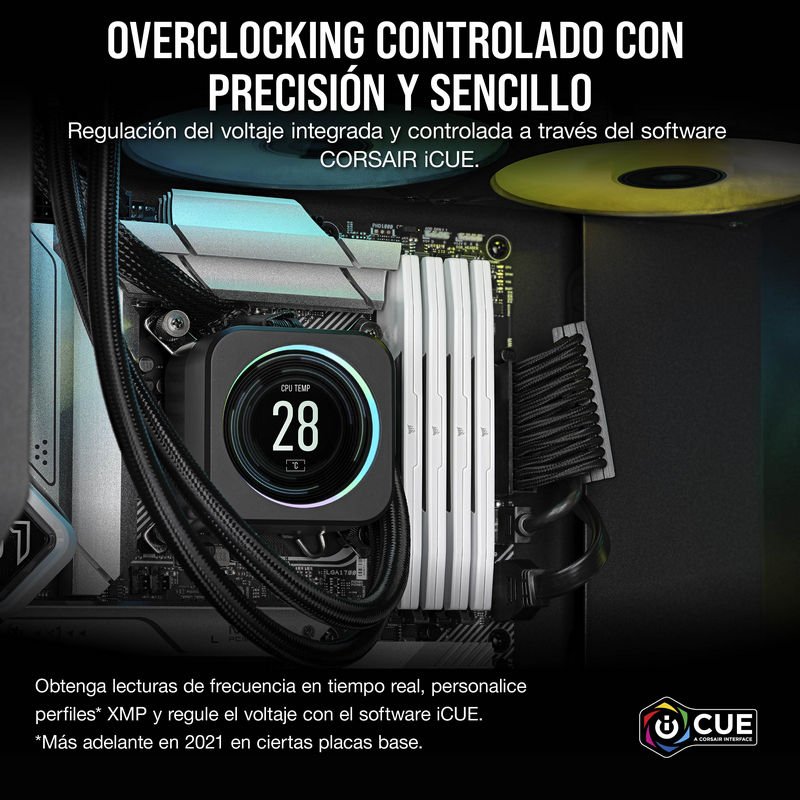 OVERCLOCKING CONTROLADO CON
PRECISIÓN Y SENCILLO
Regulación del voltaje integrada y controlada a través del software
CORSAIR iCUE.
CPU TEMP
28
°C
LGA1700
Obtenga lecturas de frecuencia en tiempo real, personalice
perfiles* XMP y regule el voltaje con el software iCUE.
*Más adelante en 2021 en ciertas placas base.
iCUE
A CORSAIR INTERFACE